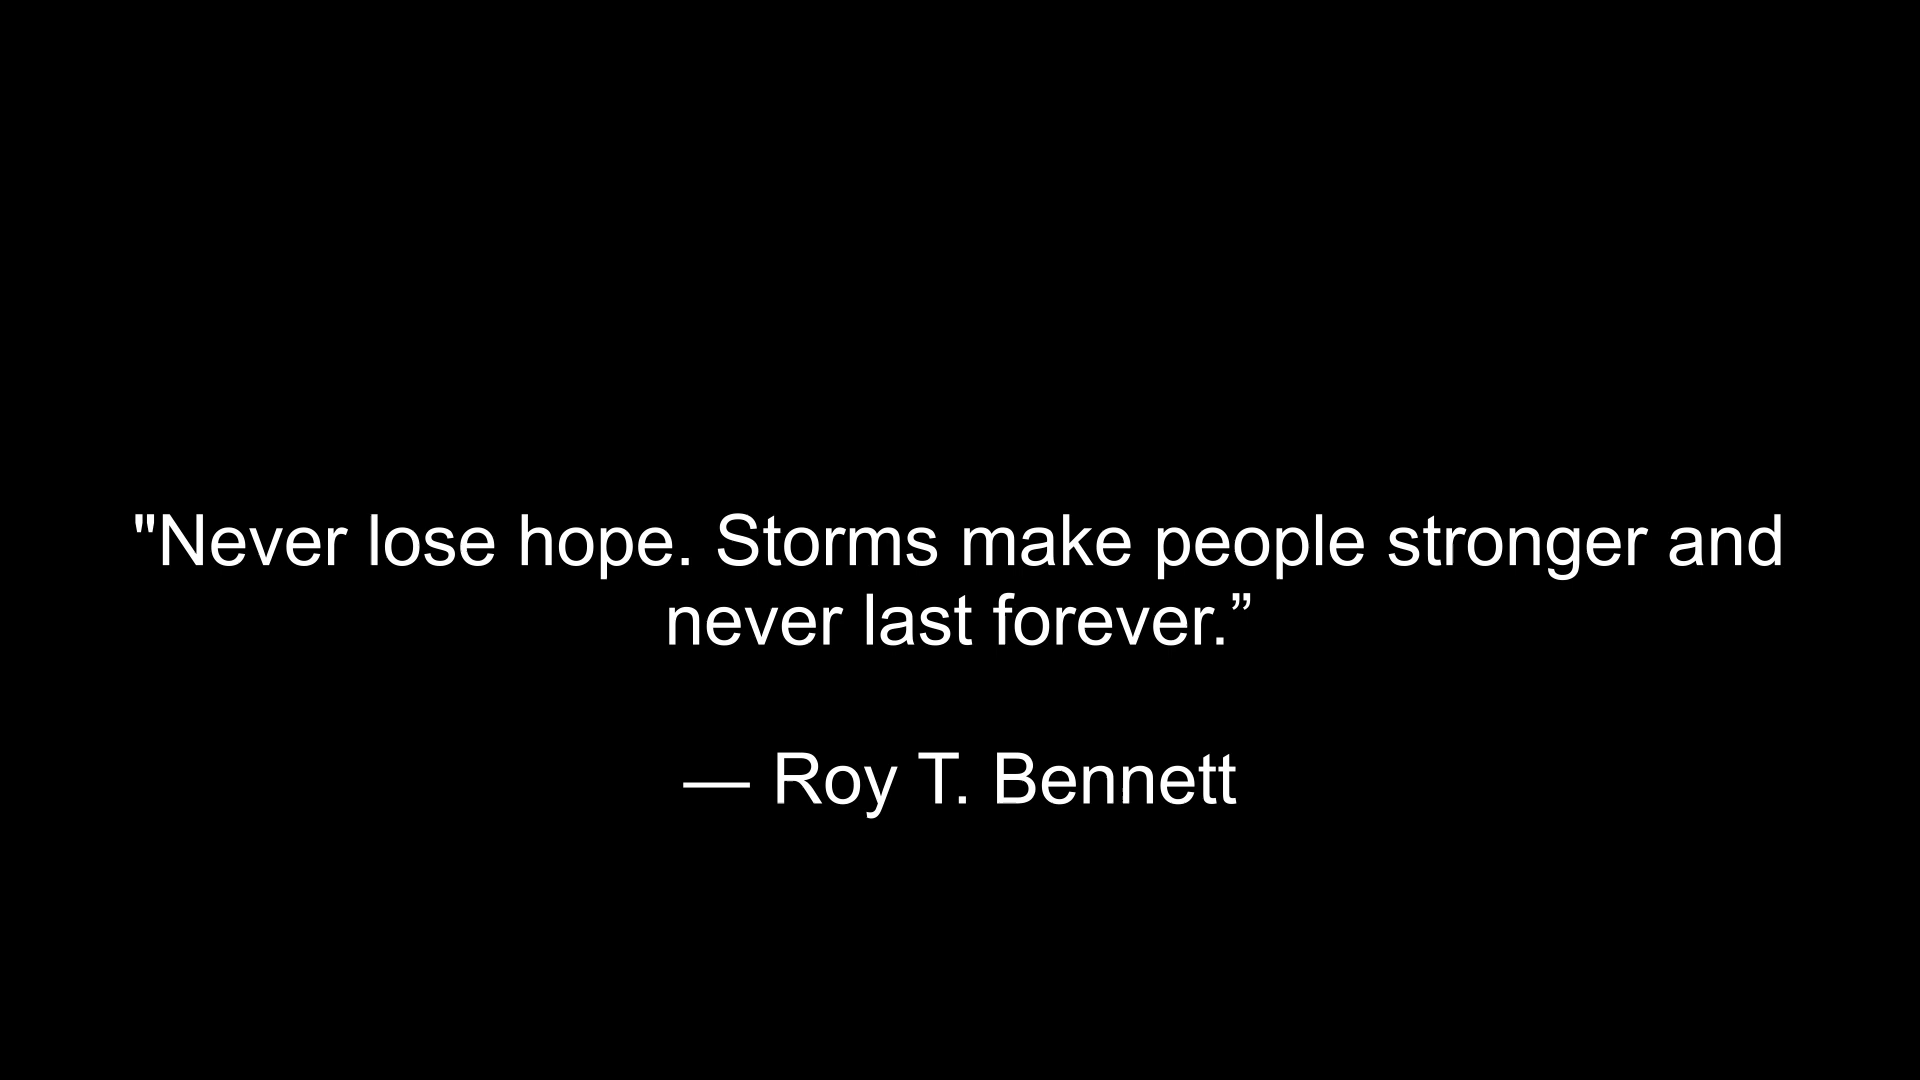 "Never lose hope. Storms make people stronger and
never last forever.”
— Roy T. Bennett